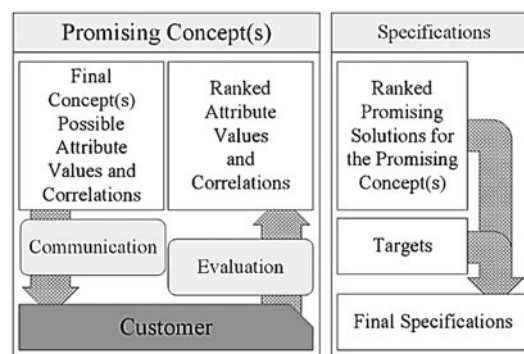 Promising Concept(s)
Final
Concept(s)
Possible
Attribute
Values and
Correlations
Ranked
Attribute
Values
and
Correlations
Communication
Evaluation
Customer
Specifications
Ranked
Promising
Solutions for
the Promising
Concept(s)
Targets
Final Specifications